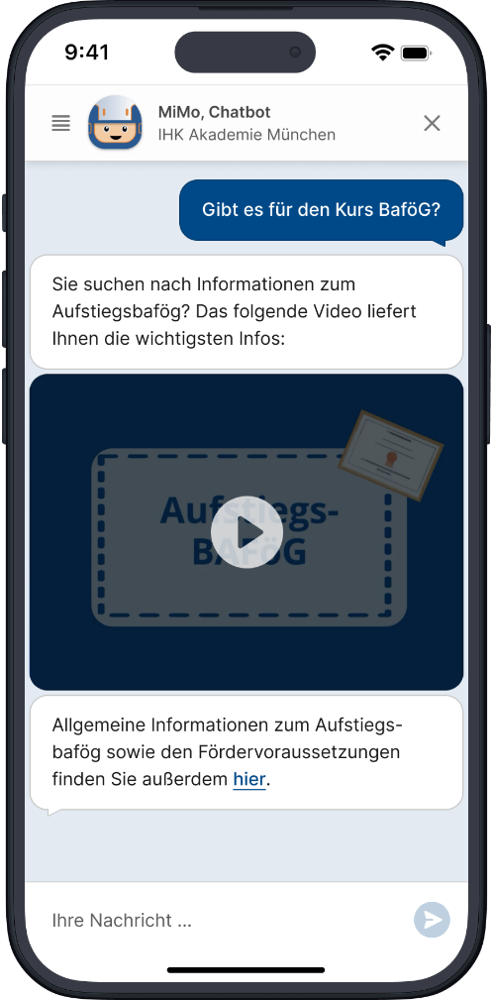 9:41
MiMo, Chatbot
IHK Akademie München
Gibt es für den Kurs BaföG?
Sie suchen nach Informationen zum
Aufstiegsbafög? Das folgende Video liefert
Ihnen die wichtigsten Infos:
Aufstiegs-
BAFöG
Allgemeine Informationen zum Aufstiegs-
bafög sowie den Fördervoraussetzungen
finden Sie außerdem hier.
Ihre Nachricht ...